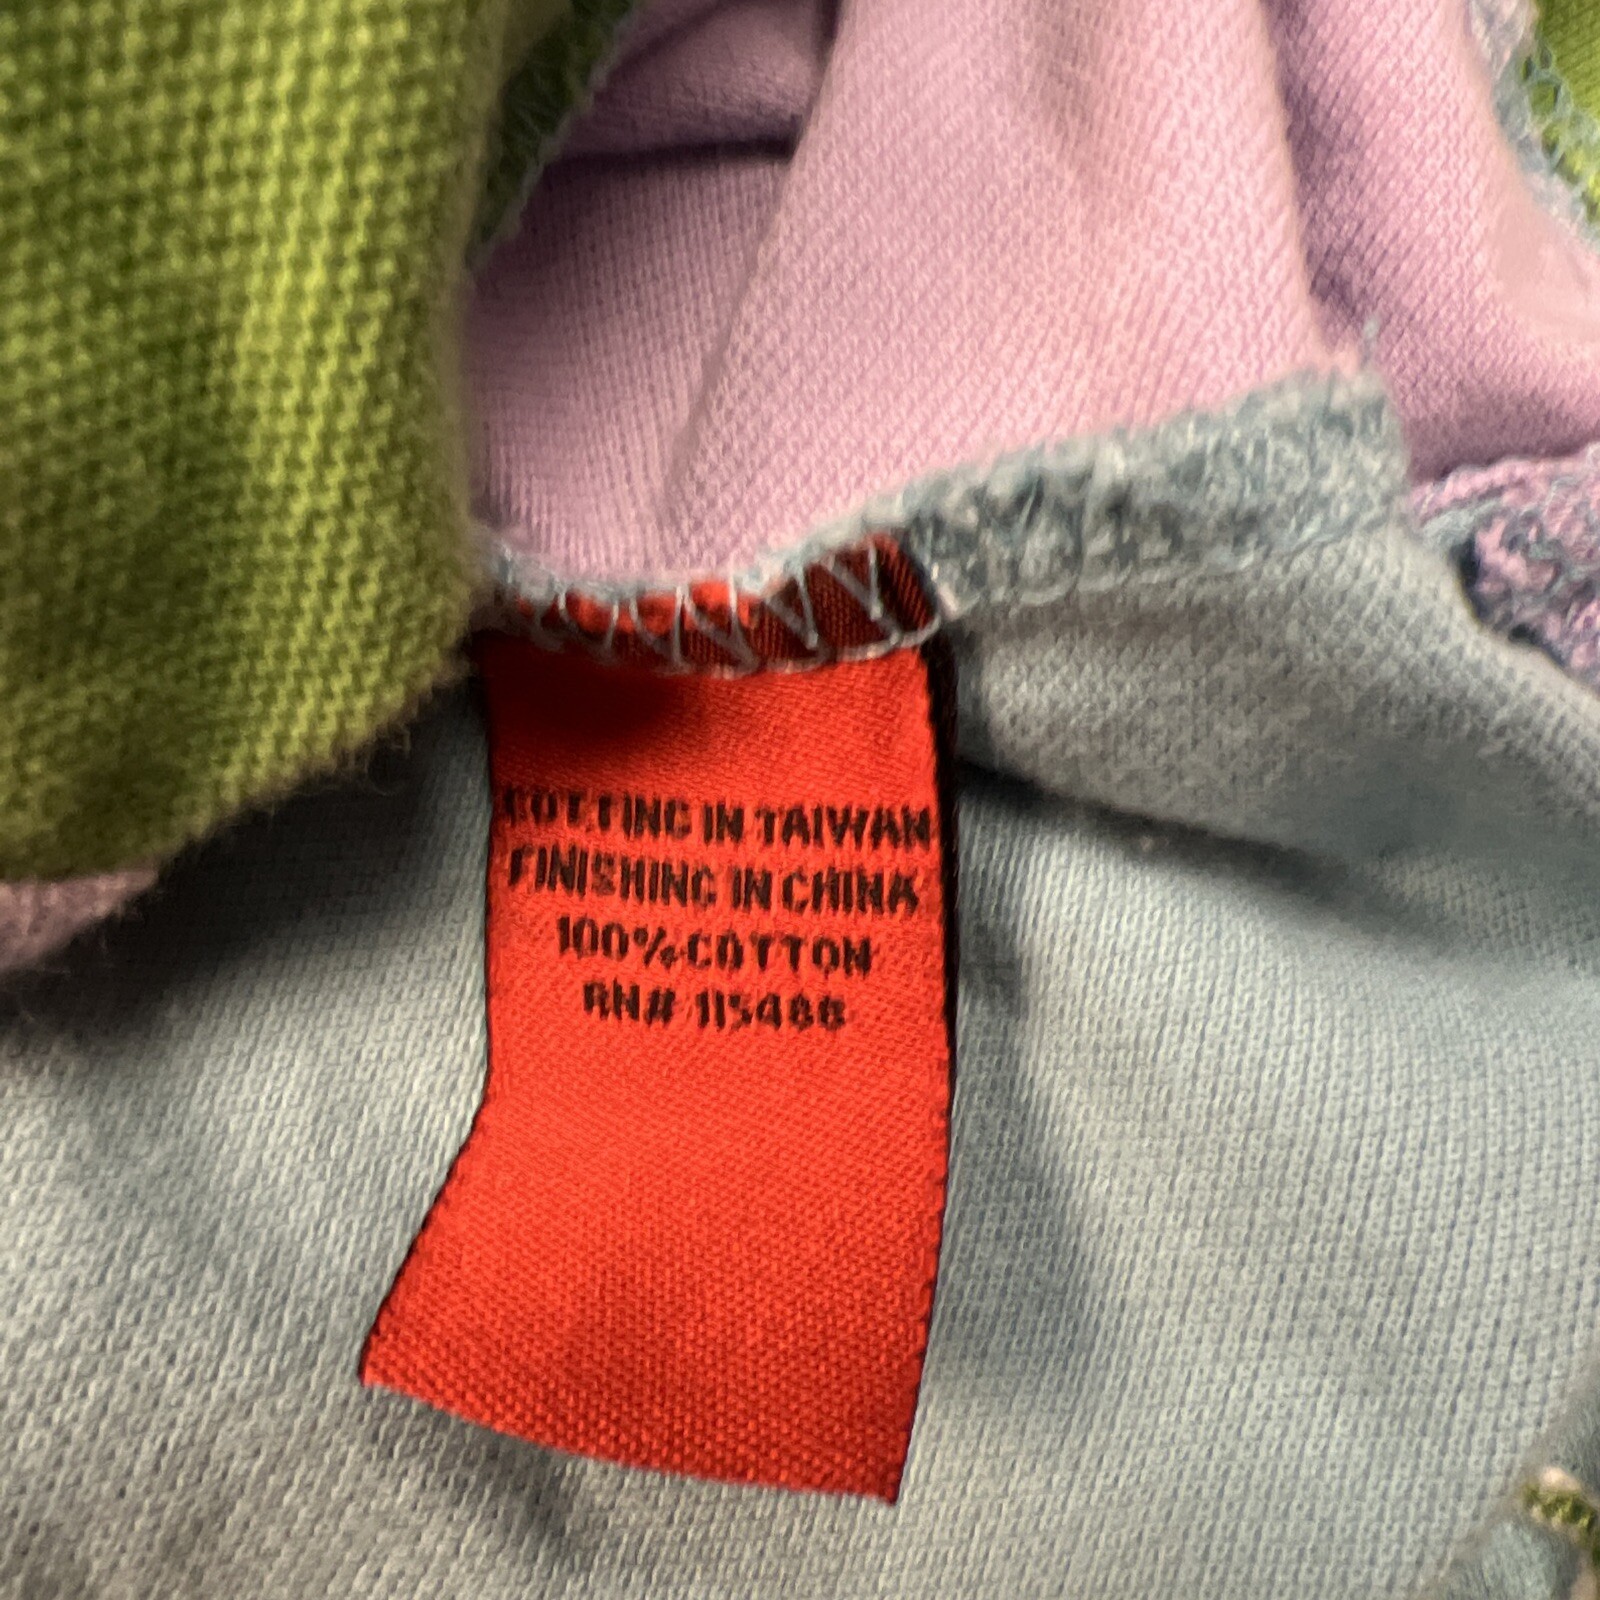 CUTTING IN TAIWAN
FINISHING IN CHINA
100% COTTON
RN# 115488